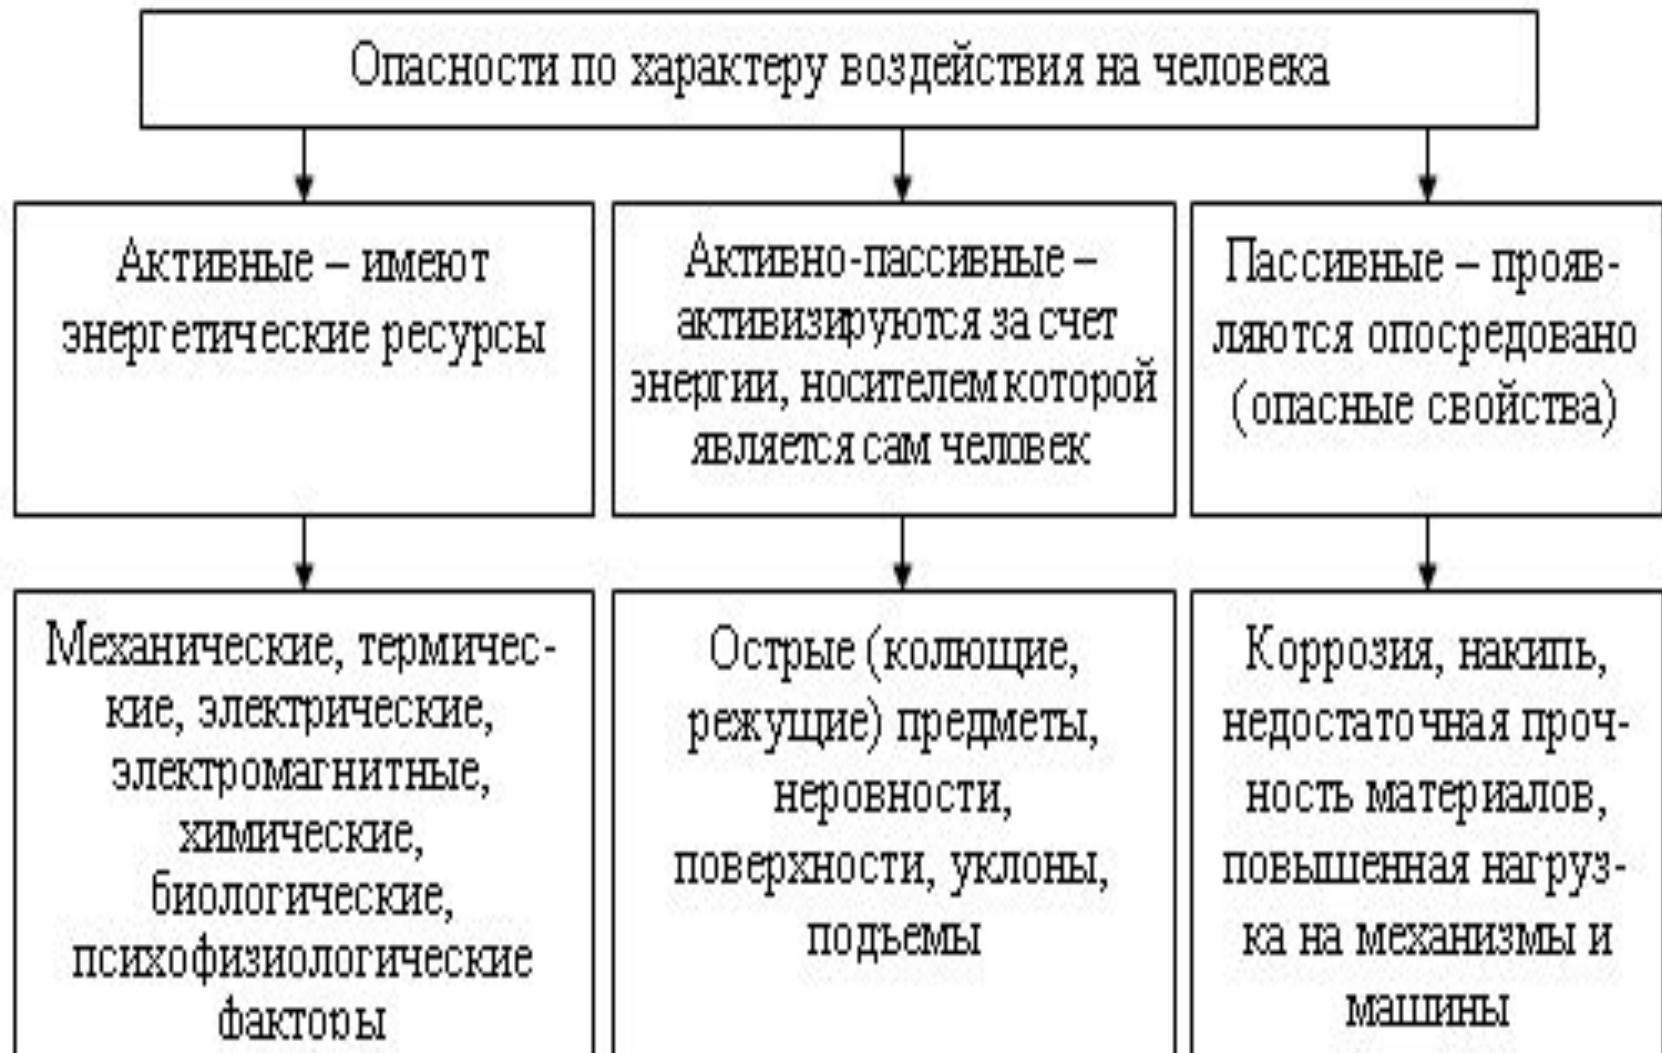 Опасности по характеру воздействия на человека
Активные – имеют
энергетические ресурсы
Активно-пассивные –
активизируются за счет
энергии, носителем которой
является сам человек
Пассивные – прояв-
ляются опосредовано
(опасные свойства)
Механические, термичес-
кие, электрические,
электромагнитные,
химические,
биологические,
психофизиологические
факторы
Острые (колющие,
режущие) предметы,
неровности,
поверхности, уклоны,
подъемы
Коррозия, накипь,
недостаточная проч-
ность материалов,
повышенная нагруз-
ка на механизмы и
машины